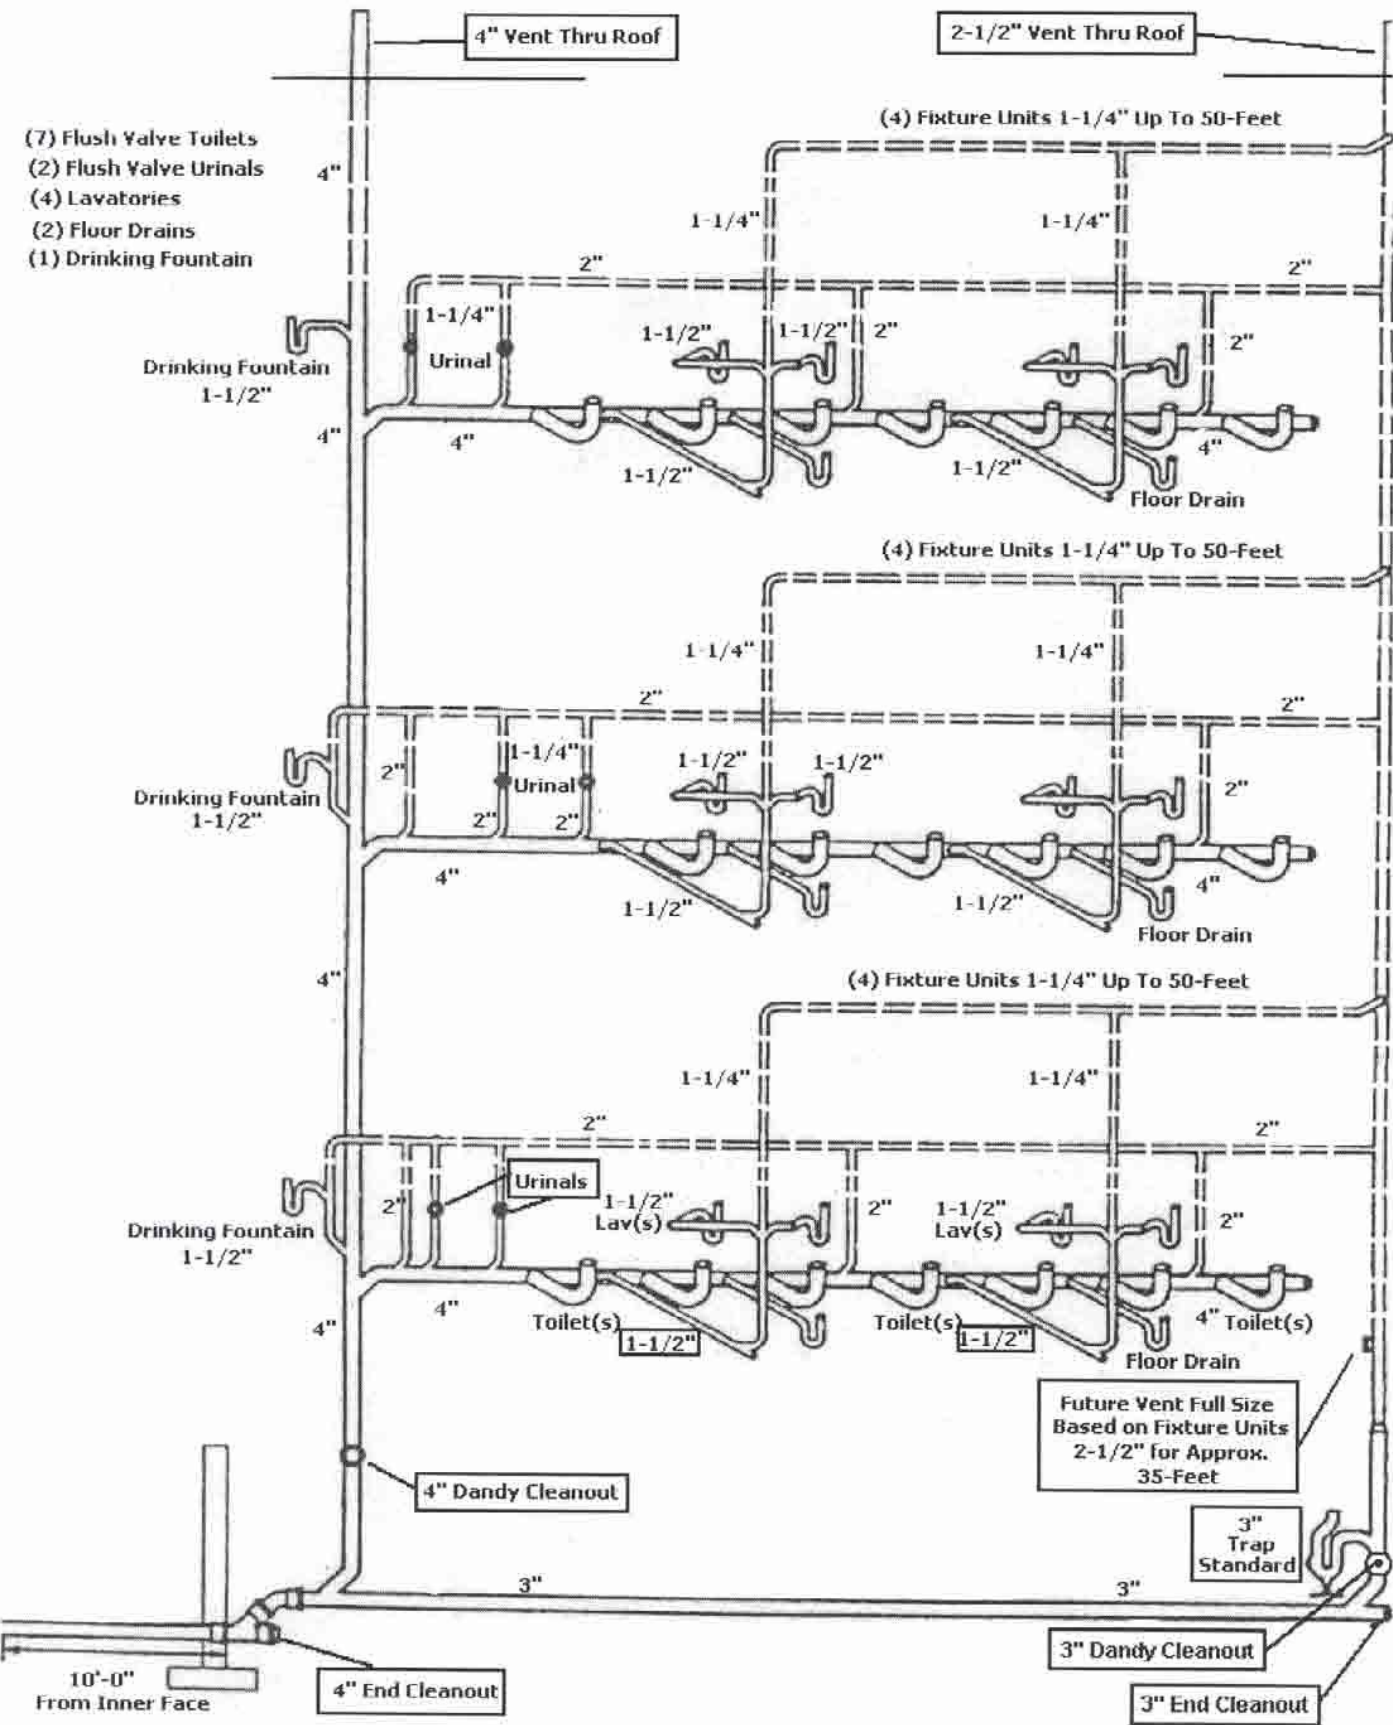 4" Vent Thru Roof
2-1/2" Vent Thru Roof
(7) Flush Valve Toilets
(2) Flush Valve Urinals
(4) Lavatories
(2) Floor Drains
(1) Drinking Fountain
(4) Fixture Units 1-1/4" Up To 50-Feet
4"
1-1/4"
1-1/4"
2"
2"
1-1/4"
Urinal
1-1/2"
1-1/2"
2"
2"
Drinking Fountain
1-1/2"
4"
4"
1-1/2"
1-1/2"
4"
Floor Drain
(4) Fixture Units 1-1/4" Up To 50-Feet
1-1/4"
1-1/4"
2"
2"
1-1/4"
Urinal
2"
1-1/2"
1-1/2"
2"
Drinking Fountain
1-1/2"
2"
2"
4"
1-1/2"
1-1/2"
4"
Floor Drain
4"
(4) Fixture Units 1-1/4" Up To 50-Feet
1-1/4"
1-1/4"
2"
2"
Urinals
2"
1-1/2"
Lav(s)
2"
1-1/2"
Lav(s)
2"
Drinking Fountain
1-1/2"
4"
4"
Toilet(s)
1-1/2"
Toilet(s)
1-1/2"
4" Toilet(s)
Floor Drain
Future Vent Full Size
Based on Fixture Units
2-1/2" for Approx.
35-Feet
4" Dandy Cleanout
3"
Trap
Standard
3"
3"
3" Dandy Cleanout
10'-0"
From Inner Face
4" End Cleanout
3" End Cleanout